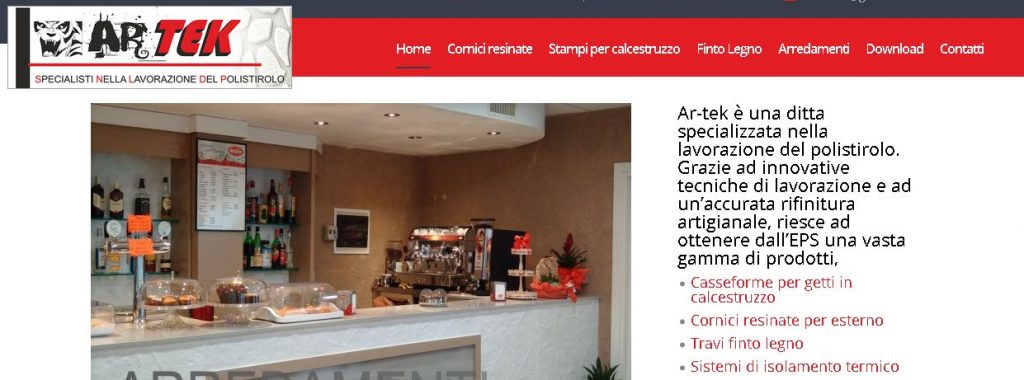 AR TEK
SPECIALISTI NELLA LAVORAZIONE DEL POLISTIROLO
Home Cornici resinate Stampi per calcestruzzo Finto Legno Arredamenti Download Contatti
Ar-tek è una ditta
specializzata nella
lavorazione del polistirolo.
Grazie ad innovative
tecniche di lavorazione e ad
un'accurata rifinitura
artigianale, riesce ad
ottenere dall'EPS una vasta
gamma di prodotti,
Casseforme per getti in
calcestruzzo
Cornici resinate per esterno
Travi finto legno
Sistemi di isolamento termico
ARREDAMENTI